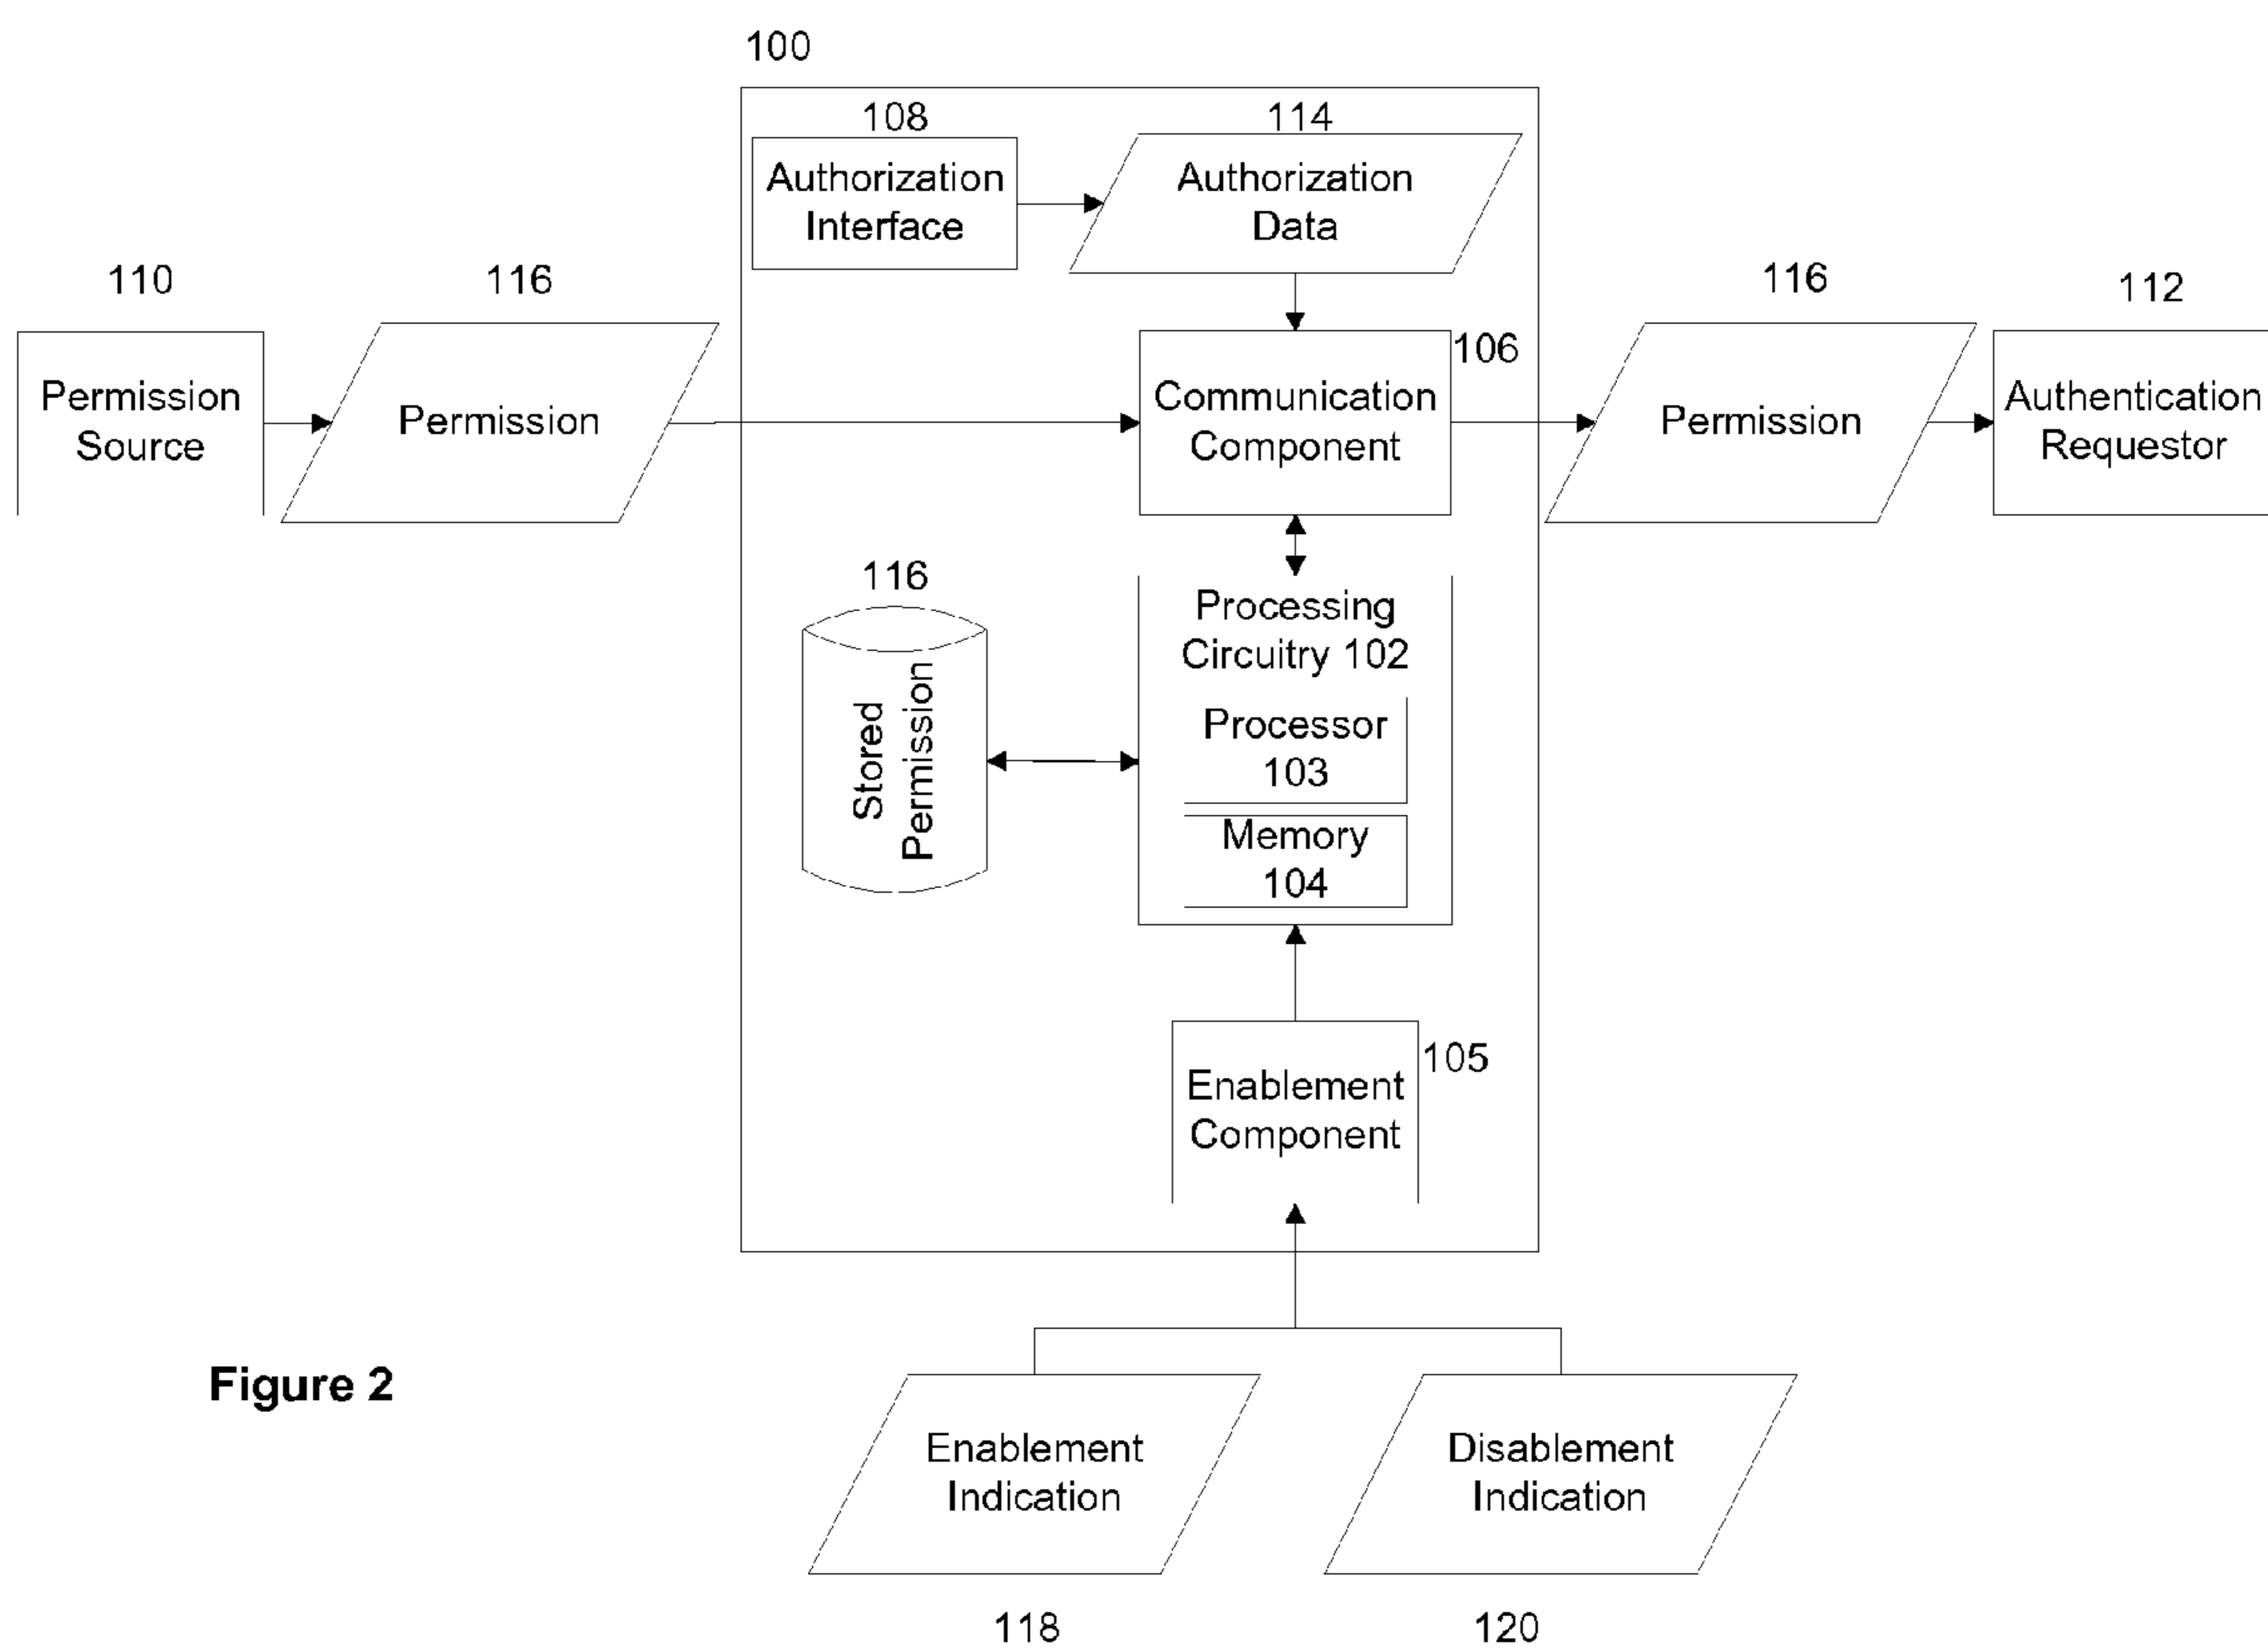 100
108
114
Authorization
Interface
Authorization
Data
110
116
116
112
106
Permission
Source
Permission
Communication
Component
Permission
Authentication
Requestor
116
Stored
Permission
Processing
Circuitry 102
Processor
103
Memory
104
105
Enablement
Component
Figure 2
Enablement
Indication
Disablement
Indication
118
120